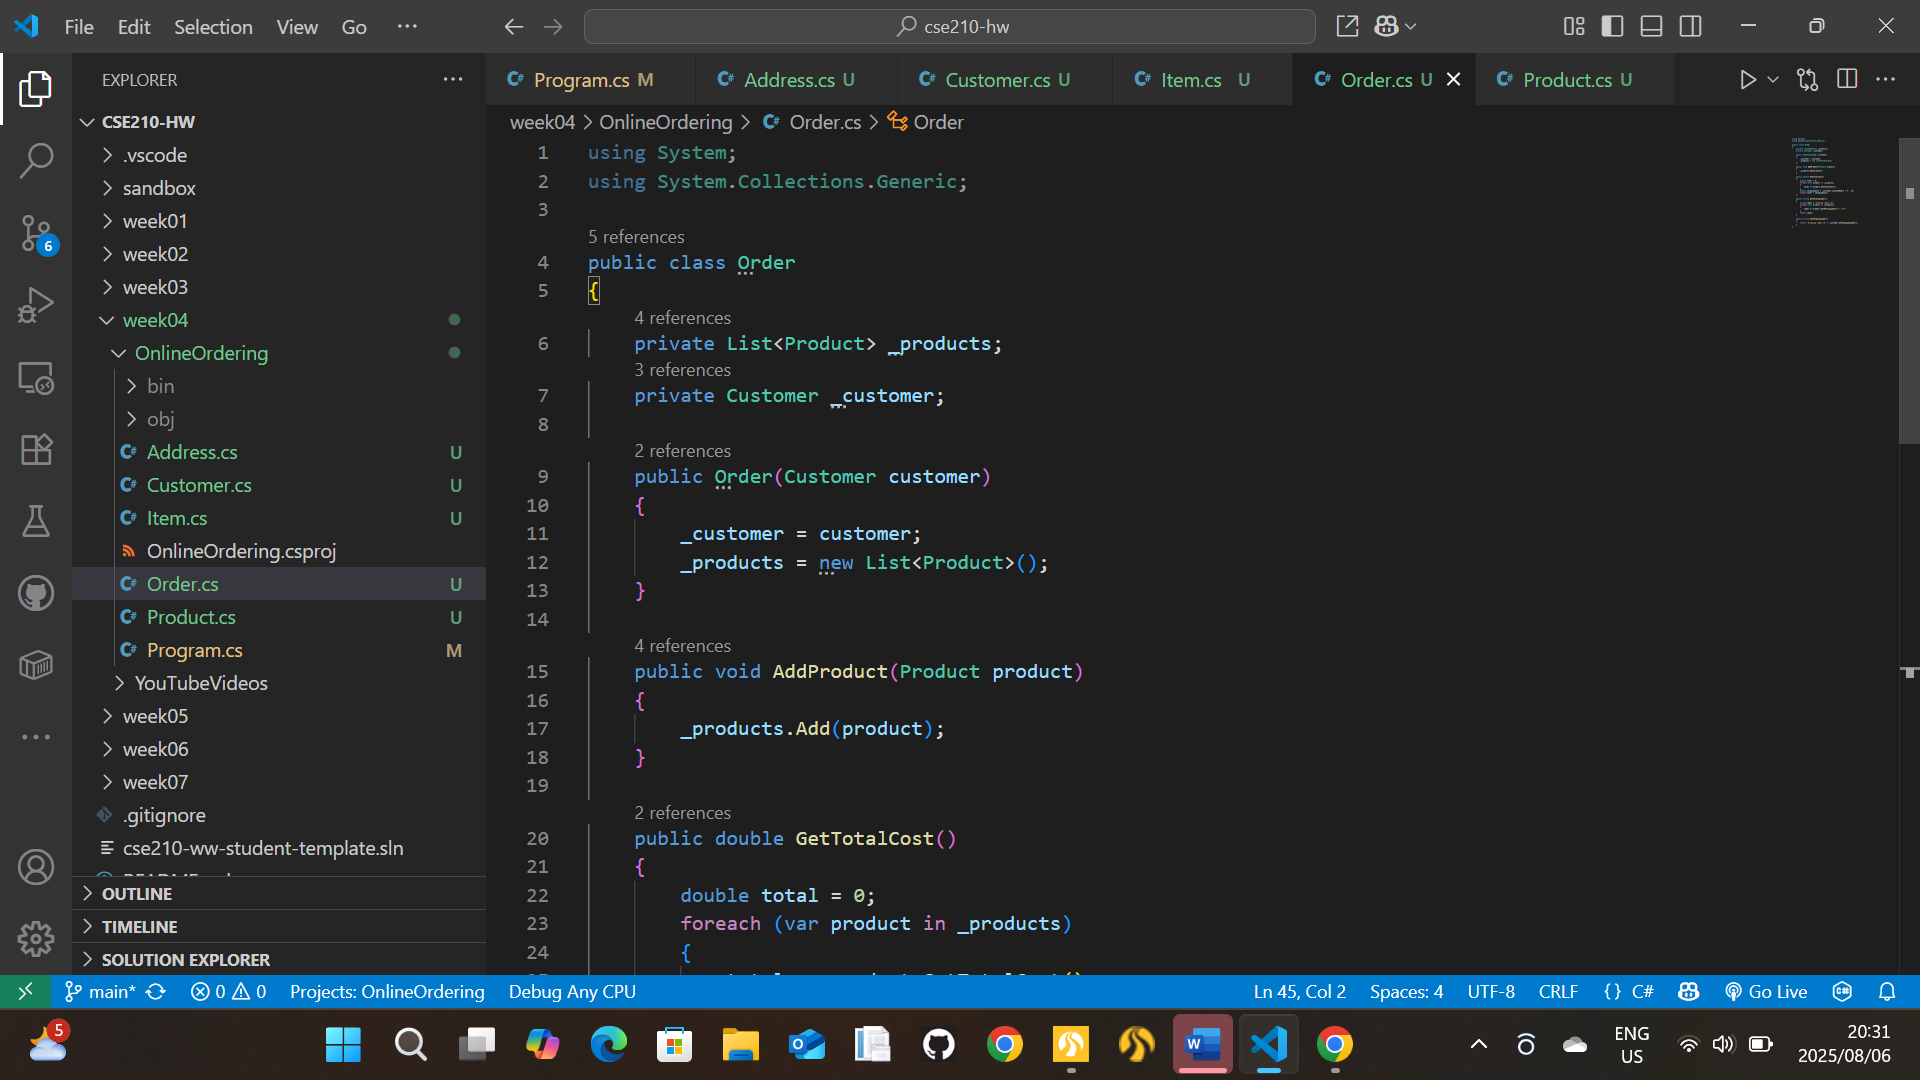 File Edit Selection View Go ···
cse210-hw
EXPLORER ···
CSE210-HW
.vscode
sandbox
week01
week02
week03
week04
OnlineOrdering
bin
obj
Address.cs U
Customer.cs U
Item.cs U
OnlineOrdering.csproj
Order.cs U
Product.cs U
Program.cs M
YouTubeVideos
week05
week06
week07
.gitignore
cse210-ww-student-template.sln
OUTLINE
TIMELINE
SOLUTION EXPLORER
6
Program.cs M Address.cs U Customer.cs U Item.cs U Order.cs U Product.cs U
week04 > OnlineOrdering > Order.cs > Order
1 using System;
2 using System.Collections.Generic;
3
5 references
4 public class Order
5 {
4 references
6 private List<Product> _products;
3 references
7 private Customer _customer;
8
2 references
9 public Order(Customer customer)
10 {
11 _customer = customer;
12 _products = new List<Product>();
13 }
14
4 references
15 public void AddProduct(Product product)
16 {
17 _products.Add(product);
18 }
19
2 references
20 public double GetTotalCost()
21 {
22 double total = 0;
23 foreach (var product in _products)
24 {
main* 0 0 Projects: OnlineOrdering Debug Any CPU Ln 45, Col 2 Spaces: 4 UTF-8 CRLF {} C# Go Live
5
ENG
US
20:31
2025/08/06